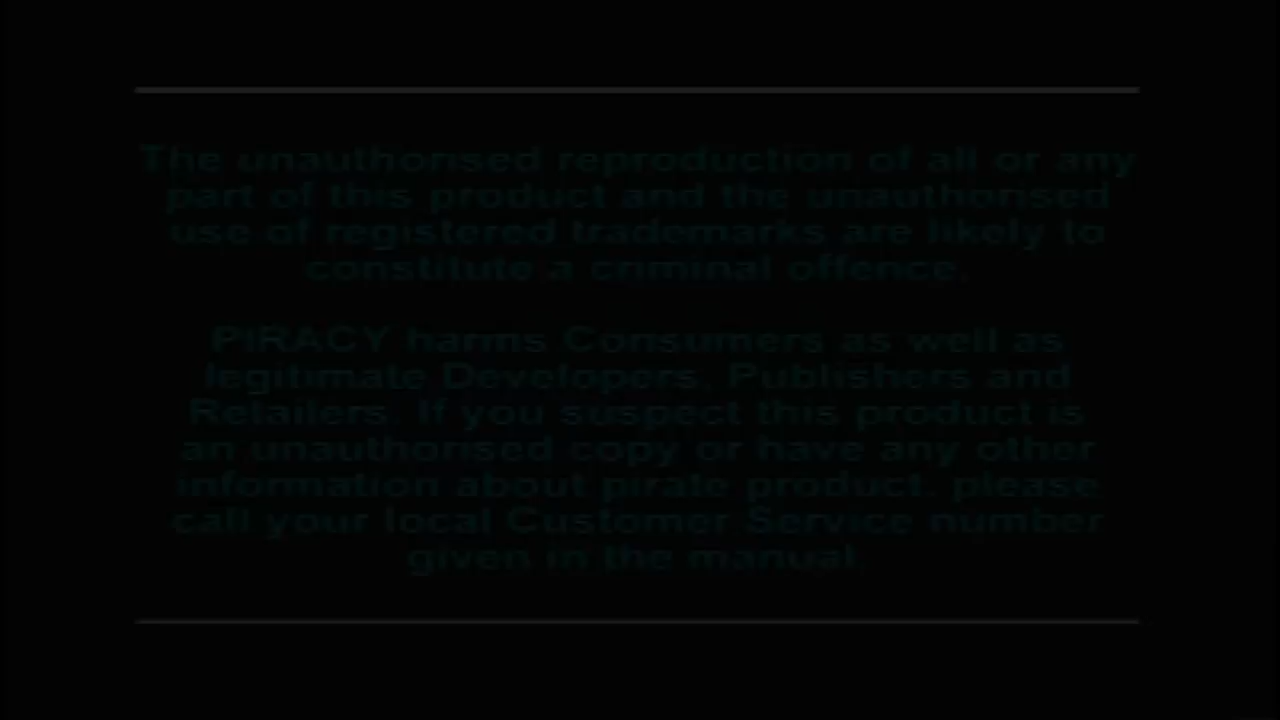 The unauthorised reproduction of all or any
part of this product and the unauthorised
use of registered trademarks are likely to
constitute a criminal offence.
PIRACY harms Consumers as well as
legitimate Developers, Publishers and
Retailers. If you suspect this product is
an unauthorised copy or have any other
information about pirate product, please
call your local Customer Service number
given in the manual.